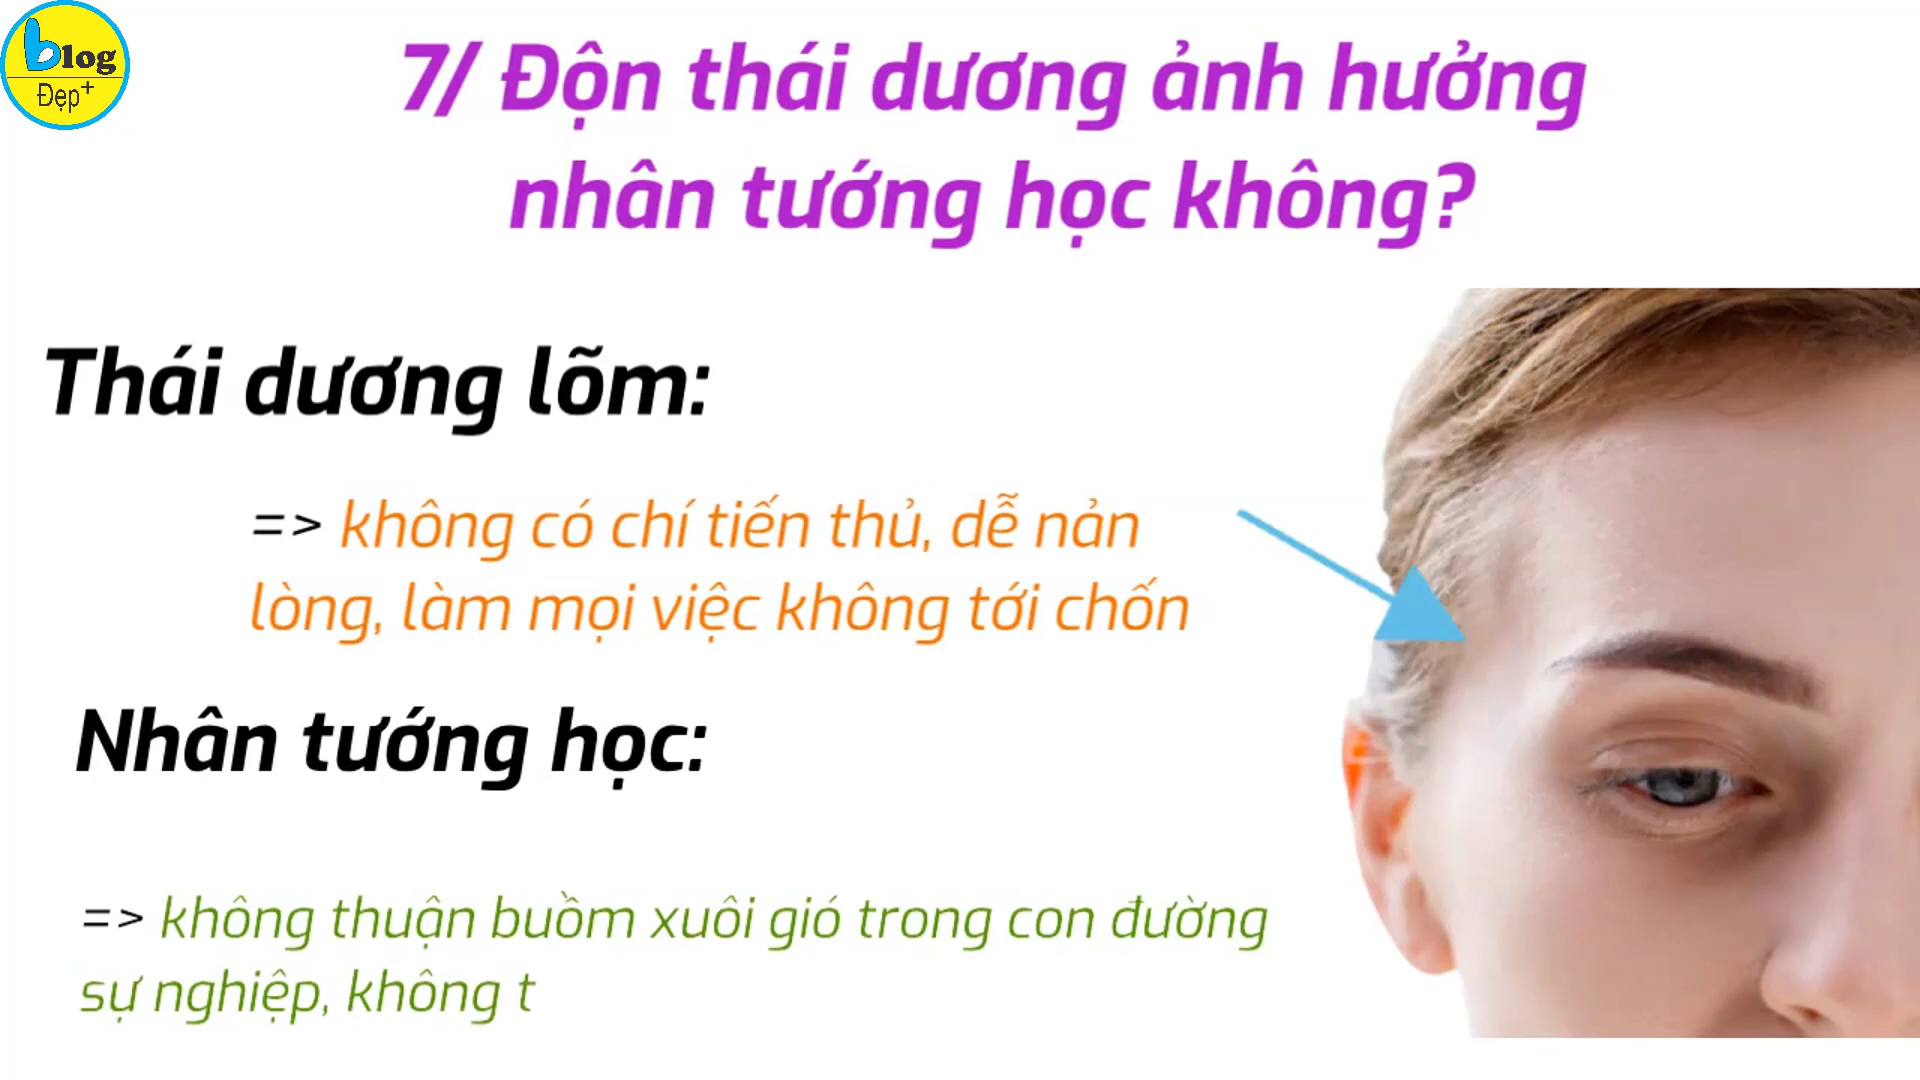 blog
Đẹp+
7/ Độn thái dương ảnh hưởng
nhân tướng học không?
Thái dương lõm:
=> không có chí tiến thủ, dễ nản
lòng, làm mọi việc không tới chốn
Nhân tướng học:
=> không thuận buồm xuôi gió trong con đường
sự nghiệp, không t